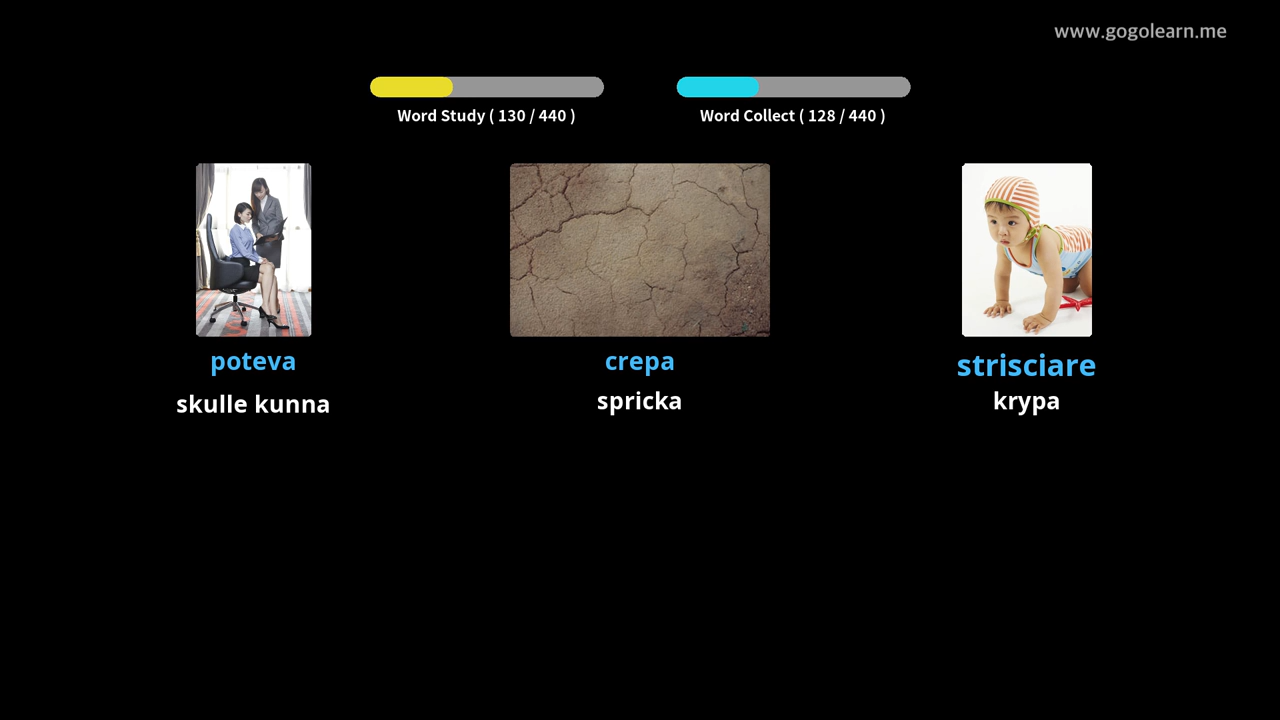 www.gogolearn.me
Word Study ( 130 / 440 )
Word Collect ( 128 / 440 )
poteva
crepa
strisciare
skulle kunna
spricka
krypa